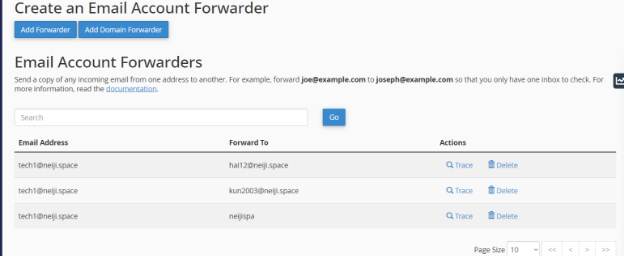 Create an Email Account Forwarder
Add Forwarder Add Domain Forwarder
Email Account Forwarders
Send a copy of any incoming email from one address to another. For example, forward joe@example.com to joseph@example.com so that you only have one inbox to check. For
more information, read the documentation.
Search Go
Email Address Forward To Actions
tech1@neiji.space hai12@neiji.space Trace Delete
tech1@neiji.space kun2003@neiji.space Trace Delete
tech1@neiji.space neijispa Trace Delete
Page Size 10 << < > >>